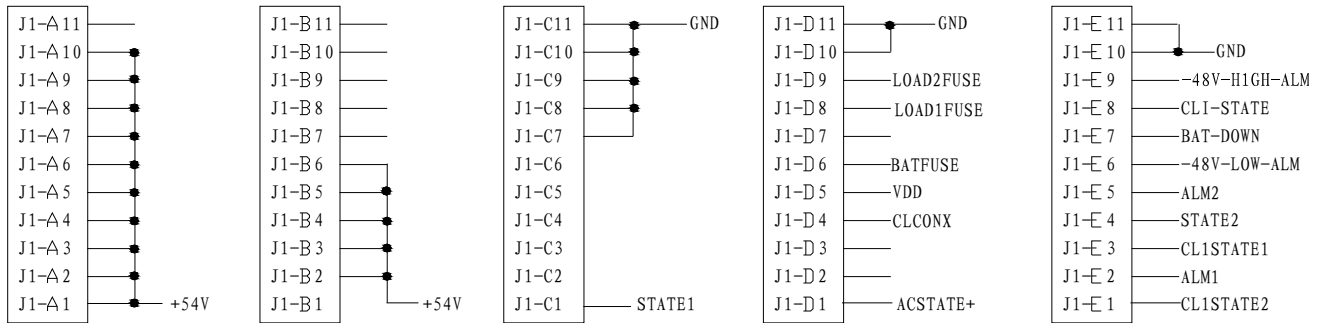 J1-A11
J1-A10
J1-A9
J1-A8
J1-A7
J1-A6
J1-A5
J1-A4
J1-A3
J1-A2
J1-A1 +54V
J1-B11
J1-B10
J1-B9
J1-B8
J1-B7
J1-B6
J1-B5
J1-B4
J1-B3
J1-B2
J1-B1 +54V
J1-C11 GND
J1-C10
J1-C9
J1-C8
J1-C7
J1-C6
J1-C5
J1-C4
J1-C3
J1-C2
J1-C1 STATE1
J1-D11 GND
J1-D10
J1-D9 LOAD2FUSE
J1-D8 LOAD1FUSE
J1-D7
J1-D6 BATFUSE
J1-D5 VDD
J1-D4 CLCONX
J1-D3
J1-D2
J1-D1 ACSTATE+
J1-E11
J1-E10 GND
J1-E9 -48V-H1GH-ALM
J1-E8 CLI-STATE
J1-E7 BAT-DOWN
J1-E6 -48V-LOW-ALM
J1-E5 ALM2
J1-E4 STATE2
J1-E3 CL1STATE1
J1-E2 ALM1
J1-E1 CL1STATE2